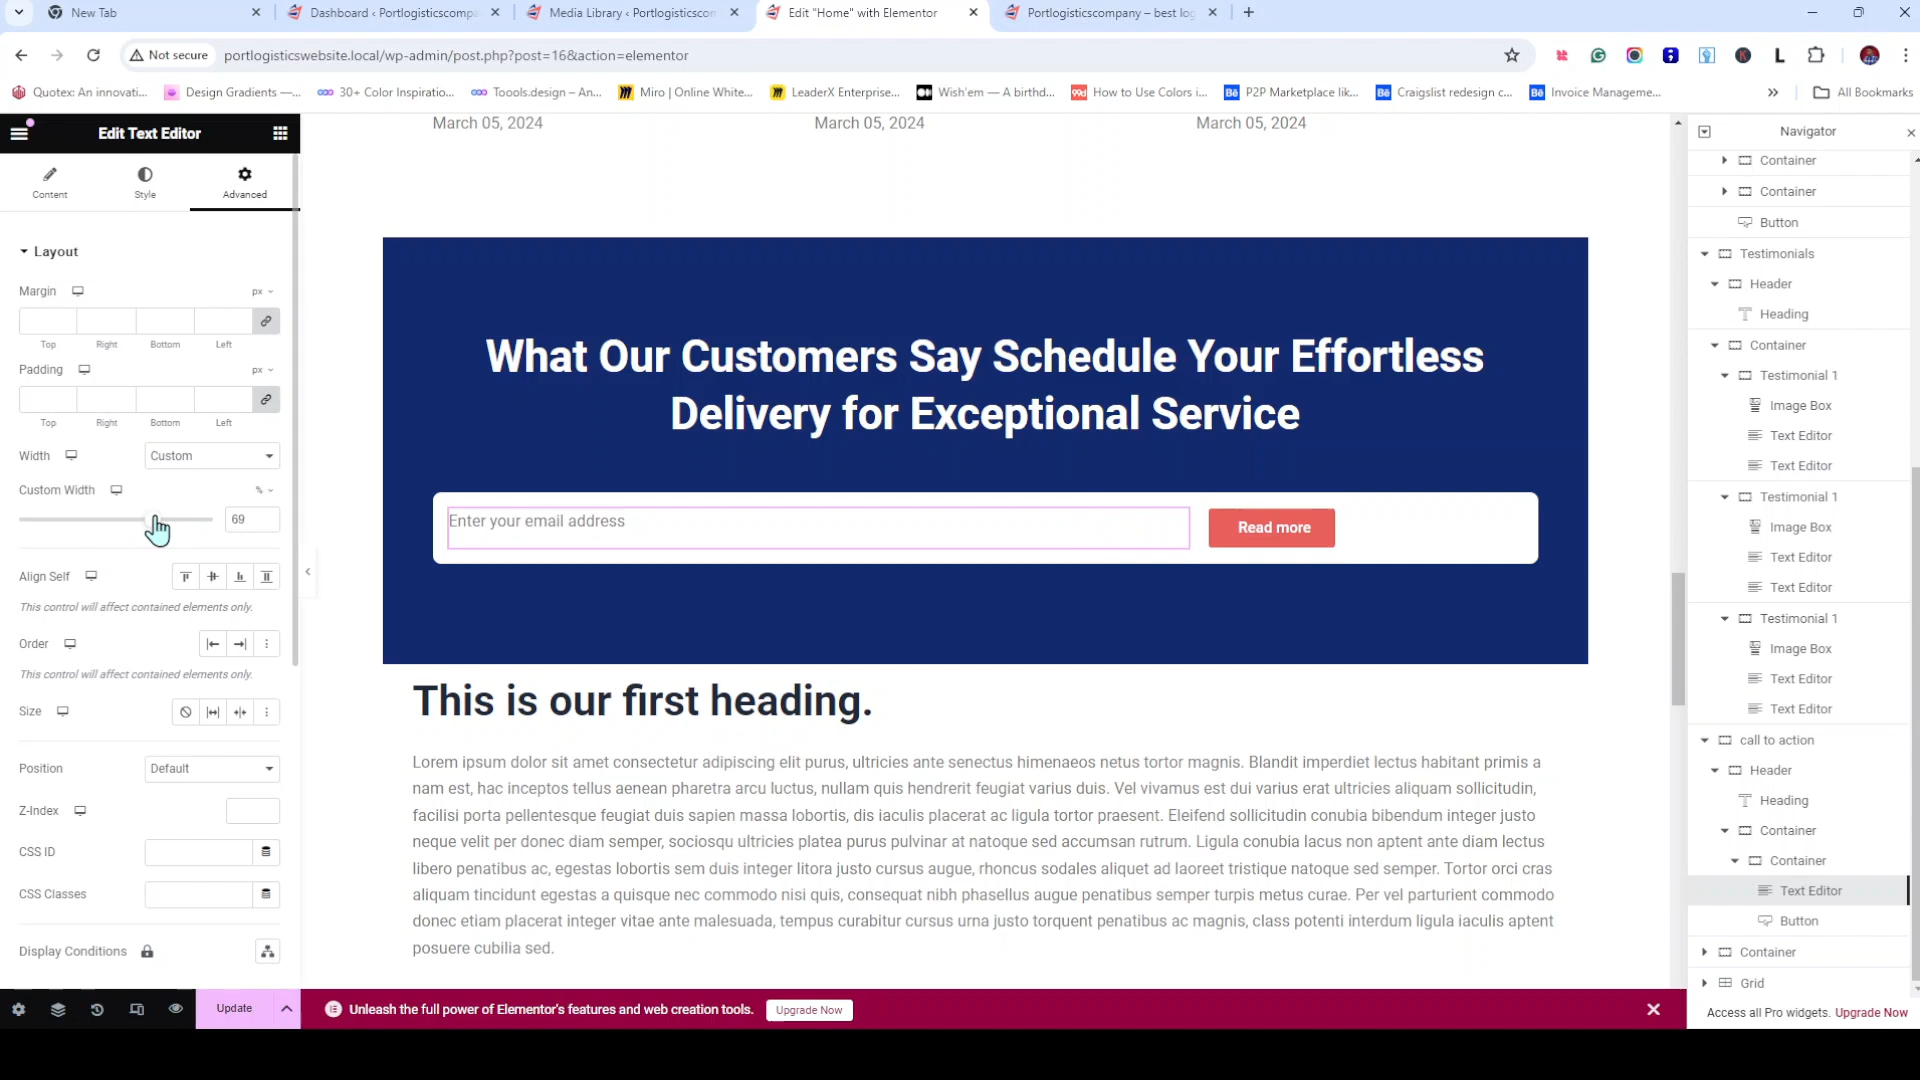 New Tab
Dashboard ‹ Portlogisticscompa
Media Library ‹ Portlogisticscom
Edit "Home" with Elementor
Portlogisticscompany – best log
Not secure
portlogisticswebsite.local/wp-admin/post.php?post=16&action=elementor
Quotex: An innovati...
Design Gradients —...
30+ Color Inspiratio...
Toools.design – An...
Miro | Online White...
LeaderX Enterprise...
Wish'em — A birthd...
How to Use Colors i...
P2P Marketplace lik...
Craigslist redesign c...
Invoice Manageme...
All Bookmarks
Edit Text Editor
Content
Style
Advanced
Layout
Margin
px
Top
Right
Bottom
Left
Padding
px
Top
Right
Bottom
Left
Width
Custom
Custom Width
%
69
Align Self
This control will affect contained elements only.
Order
This control will affect contained elements only.
Size
Position
Default
Z-Index
CSS ID
CSS Classes
Display Conditions
Update
March 05, 2024
March 05, 2024
March 05, 2024
What Our Customers Say Schedule Your Effortless
Delivery for Exceptional Service
Enter your email address
Read more
This is our first heading.
Lorem ipsum dolor sit amet consectetur adipiscing elit purus, ultricies ante senectus himenaeos netus tortor magnis. Blandit imperdiet lectus habitant primis a
nam est, hac inceptos tellus aenean pharetra arcu luctus, nullam quis hendrerit feugiat varius duis. Vel vivamus est dui varius erat ultricies aliquam sollicitudin,
facilisi porta pellentesque feugiat duis sapien massa lobortis, dis iaculis placerat ac ligula tortor praesent. Eleifend sollicitudin conubia bibendum integer justo
neque velit per donec diam semper, sociosqu ultricies platea purus pulvinar at natoque sed accumsan rutrum. Ligula conubia lacus non aptent ante diam lectus
libero penatibus ac, egestas lobortis sem duis integer litora justo cursus augue, rhoncus sodales aliquet ad laoreet tristique natoque sed semper. Tortor orci cras
aliquam tincidunt egestas a quisque nec commodo nisi quis, consequat nibh phasellus augue penatibus semper turpis metus curae. Per vel parturient commodo
donec etiam placerat integer vitae ante malesuada, tempus curabitur cursus urna justo torquent penatibus ac magnis, class potenti interdum ligula iaculis aptent
posuere cubilia sed.
Unleash the full power of Elementor's features and web creation tools.
Upgrade Now
Navigator
Container
Container
Button
Testimonials
Header
Heading
Container
Testimonial 1
Image Box
Text Editor
Text Editor
Testimonial 1
Image Box
Text Editor
Text Editor
Testimonial 1
Image Box
Text Editor
Text Editor
call to action
Header
Heading
Container
Container
Text Editor
Button
Container
Grid
Access all Pro widgets. Upgrade Now